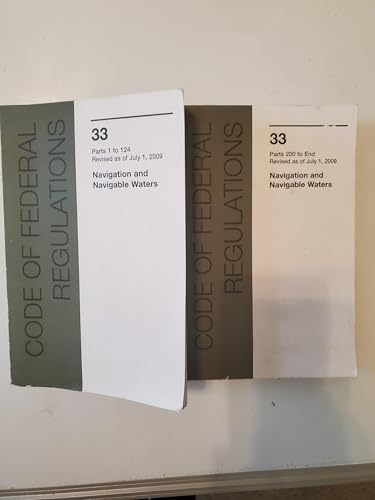 CODE OF FEDERAL
REGULATIONS
33
Parts 1 to 124
Revised as of July 1, 2009
Navigation and
Navigable Waters
CODE OF FEDERAL
REGULATIONS
33
Parts 200 to End
Revised as of July 1, 2009
Navigation and
Navigable Waters